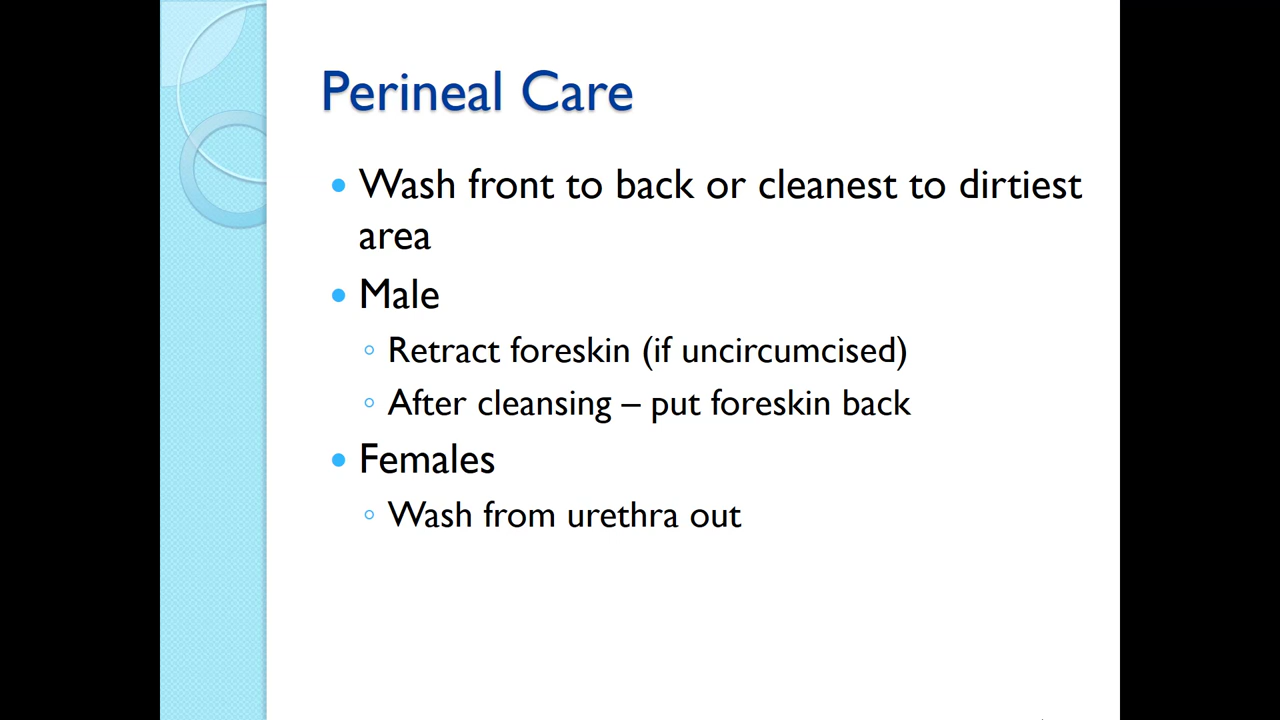 Perineal Care
• Wash front to back or cleanest to dirtiest
area
• Male
◦ Retract foreskin (if uncircumcised)
◦ After cleansing – put foreskin back
• Females
◦ Wash from urethra out